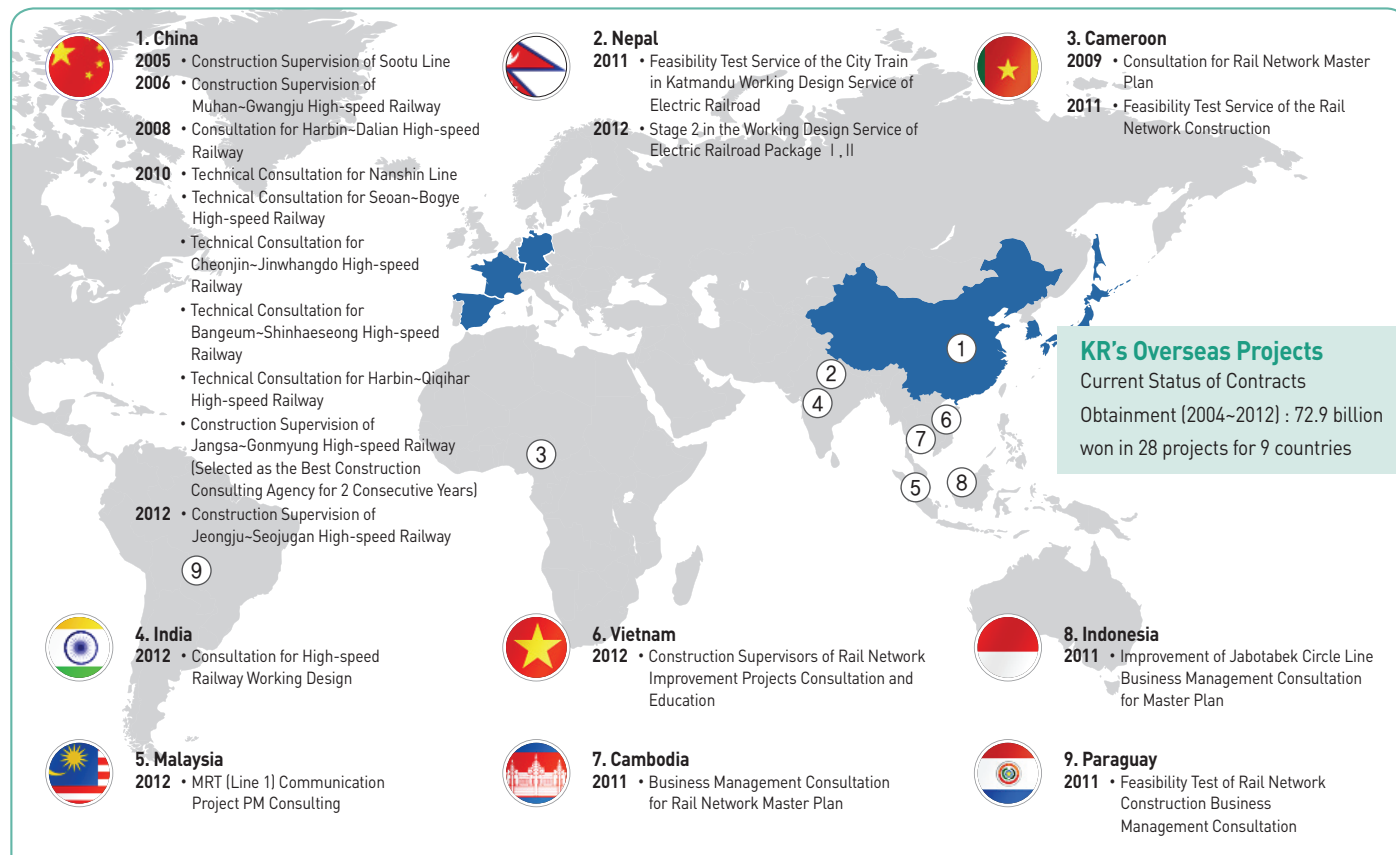 1. China
2005 • Construction Supervision of Sootu Line
2006 • Construction Supervision of
Muhan~Gwangju High-speed Railway
2008 • Consultation for Harbin~Dalian High-speed
Railway
2010 • Technical Consultation for Nanshin Line
• Technical Consultation for Seoan~Bogye
High-speed Railway
• Technical Consultation for
Cheonjin~Jinwhangdo High-speed
Railway
• Technical Consultation for
Bangeum~Shinhaeseong High-speed
Railway
• Technical Consultation for Harbin~Qiqihar
High-speed Railway
• Construction Supervision of
Jangsa~Gonmyung High-speed Railway
(Selected as the Best Construction
Consulting Agency for 2 Consecutive Years)
2012 • Construction Supervision of
Jeongju~Seojugan High-speed Railway
2. Nepal
2011 • Feasibility Test Service of the City Train
in Katmandu Working Design Service of
Electric Railroad
2012 • Stage 2 in the Working Design Service of
Electric Railroad Package Ⅰ, II
3. Cameroon
2009 • Consultation for Rail Network Master
Plan
2011 • Feasibility Test Service of the Rail
Network Construction
1
2
4
6
7
3
5
8
9
KR's Overseas Projects
Current Status of Contracts
Obtainment (2004~2012) : 72.9 billion
won in 28 projects for 9 countries
4. India
2012 • Consultation for High-speed
Railway Working Design
5. Malaysia
2012 • MRT (Line 1) Communication
Project PM Consulting
6. Vietnam
2012 • Construction Supervisors of Rail Network
Improvement Projects Consultation and
Education
7. Cambodia
2011 • Business Management Consultation
for Rail Network Master Plan
8. Indonesia
2011 • Improvement of Jabotabek Circle Line
Business Management Consultation
for Master Plan
9. Paraguay
2011 • Feasibility Test of Rail Network
Construction Business
Management Consultation